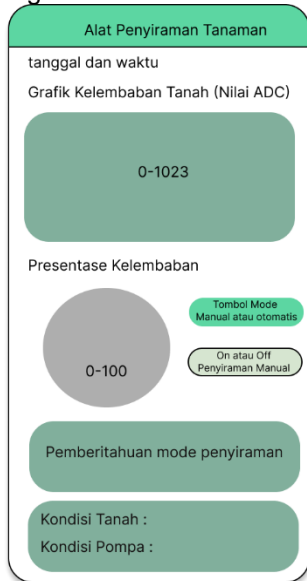 Alat Penyiraman Tanaman
tanggal dan waktu
Grafik Kelembaban Tanah (Nilai ADC)
0-1023
Presentase Kelembaban
0-100
Tombol Mode
Manual atau otomatis
On atau Off
Penyiraman Manual
Pemberitahuan mode penyiraman
Kondisi Tanah :
Kondisi Pompa :